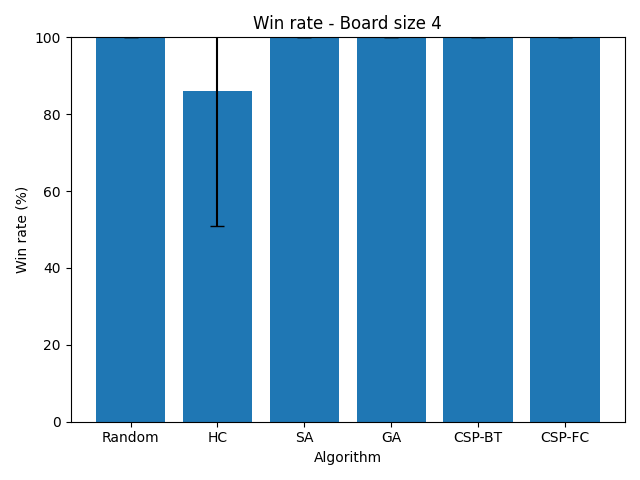 Win rate - Board size 4
Win rate (%)
100
80
60
40
20
0
Random HC SA GA CSP-BT CSP-FC
Algorithm